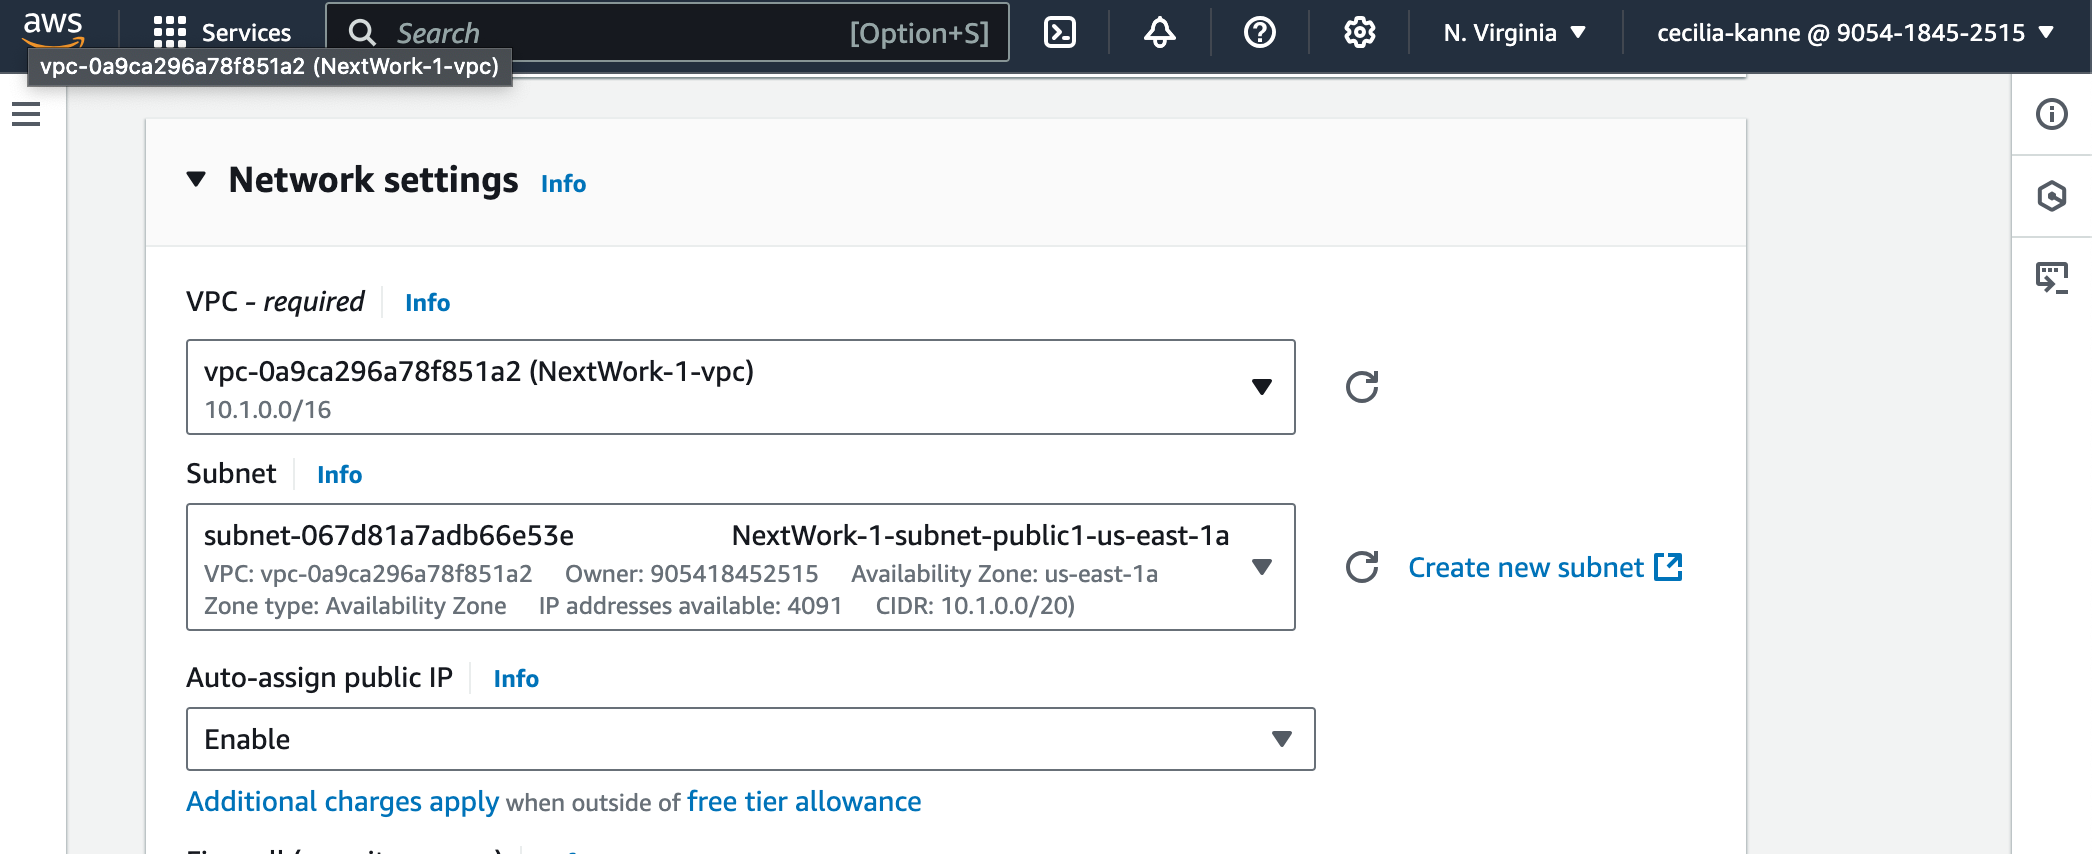 aws
Services
Search
[Option+S]
N. Virginia
cecilia-kanne @ 9054-1845-2515
vpc-0a9ca296a78f851a2 (NextWork-1-vpc)
Network settings Info
VPC - required Info
vpc-0a9ca296a78f851a2 (NextWork-1-vpc)
10.1.0.0/16
Subnet Info
subnet-067d81a7adb66e53e NextWork-1-subnet-public1-us-east-1a
VPC: vpc-0a9ca296a78f851a2 Owner: 905418452515 Availability Zone: us-east-1a
Zone type: Availability Zone IP addresses available: 4091 CIDR: 10.1.0.0/20)
Create new subnet
Auto-assign public IP Info
Enable
Additional charges apply when outside of free tier allowance